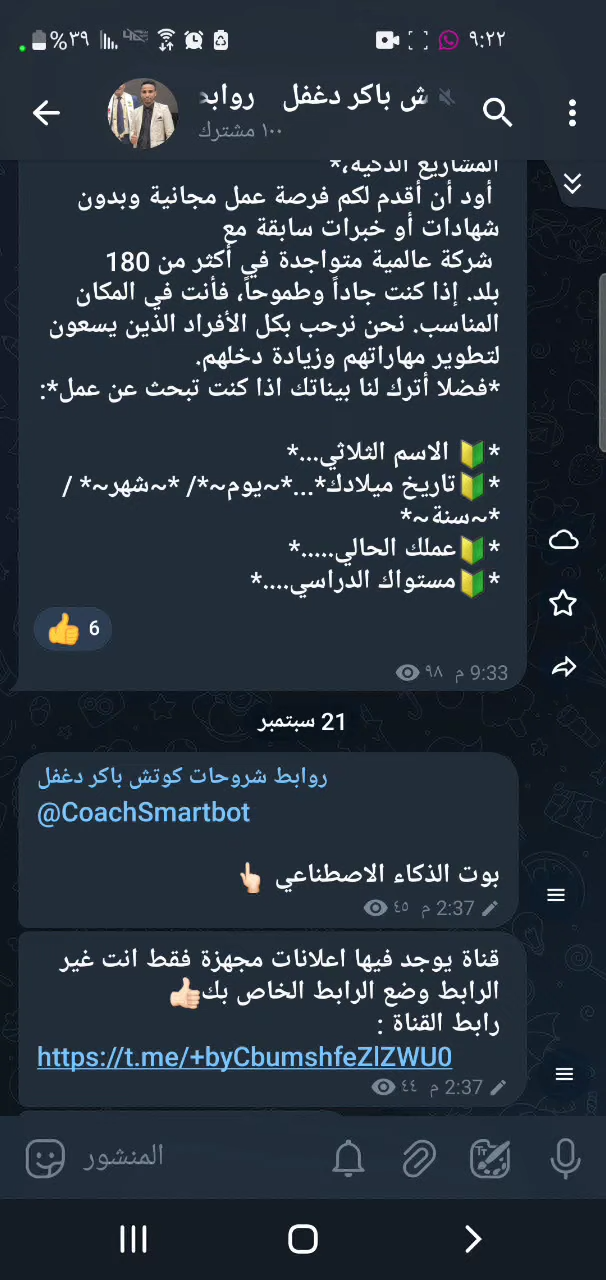 ٩:٢٢
%٣٩
ش باكر دغفل روابط
١٠٠ مشترك
المشاريع الذكية،*
أود أن أقدم لكم فرصة عمل مجانية وبدون
شهادات أو خبرات سابقة مع
شركة عالمية متواجدة في أكثر من 180
بلد. إذا كنت جاداً وطموحاً، فأنت في المكان
المناسب. نحن نرحب بكل الأفراد الذين يسعون
لتطوير مهاراتهم وزيادة دخلهم.
*فضلا أترك لنا بيناتك اذا كنت تبحث عن عمل*:
*🔰 الاسم الثلاثي...*
*🔰تاريخ ميلادك*...*~يوم~*/ *~شهر~* /
*~سنة~*
*🔰عملك الحالي.....*
*🔰مستواك الدراسي....*
👍 6
٩٨ 9:33 م
21 سبتمبر
روابط شروحات كوتش باكر دغفل
@CoachSmartbot
بوت الذكاء الاصطناعي 👆🏻
٤٥ 2:37 م
قناة يوجد فيها اعلانات مجهزة فقط انت غير
الرابط وضع الرابط الخاص بك👍🏻
رابط القناة :
https://t.me/+byCbumshfeZlZWU0
٤٤ 2:37 م
المنشور